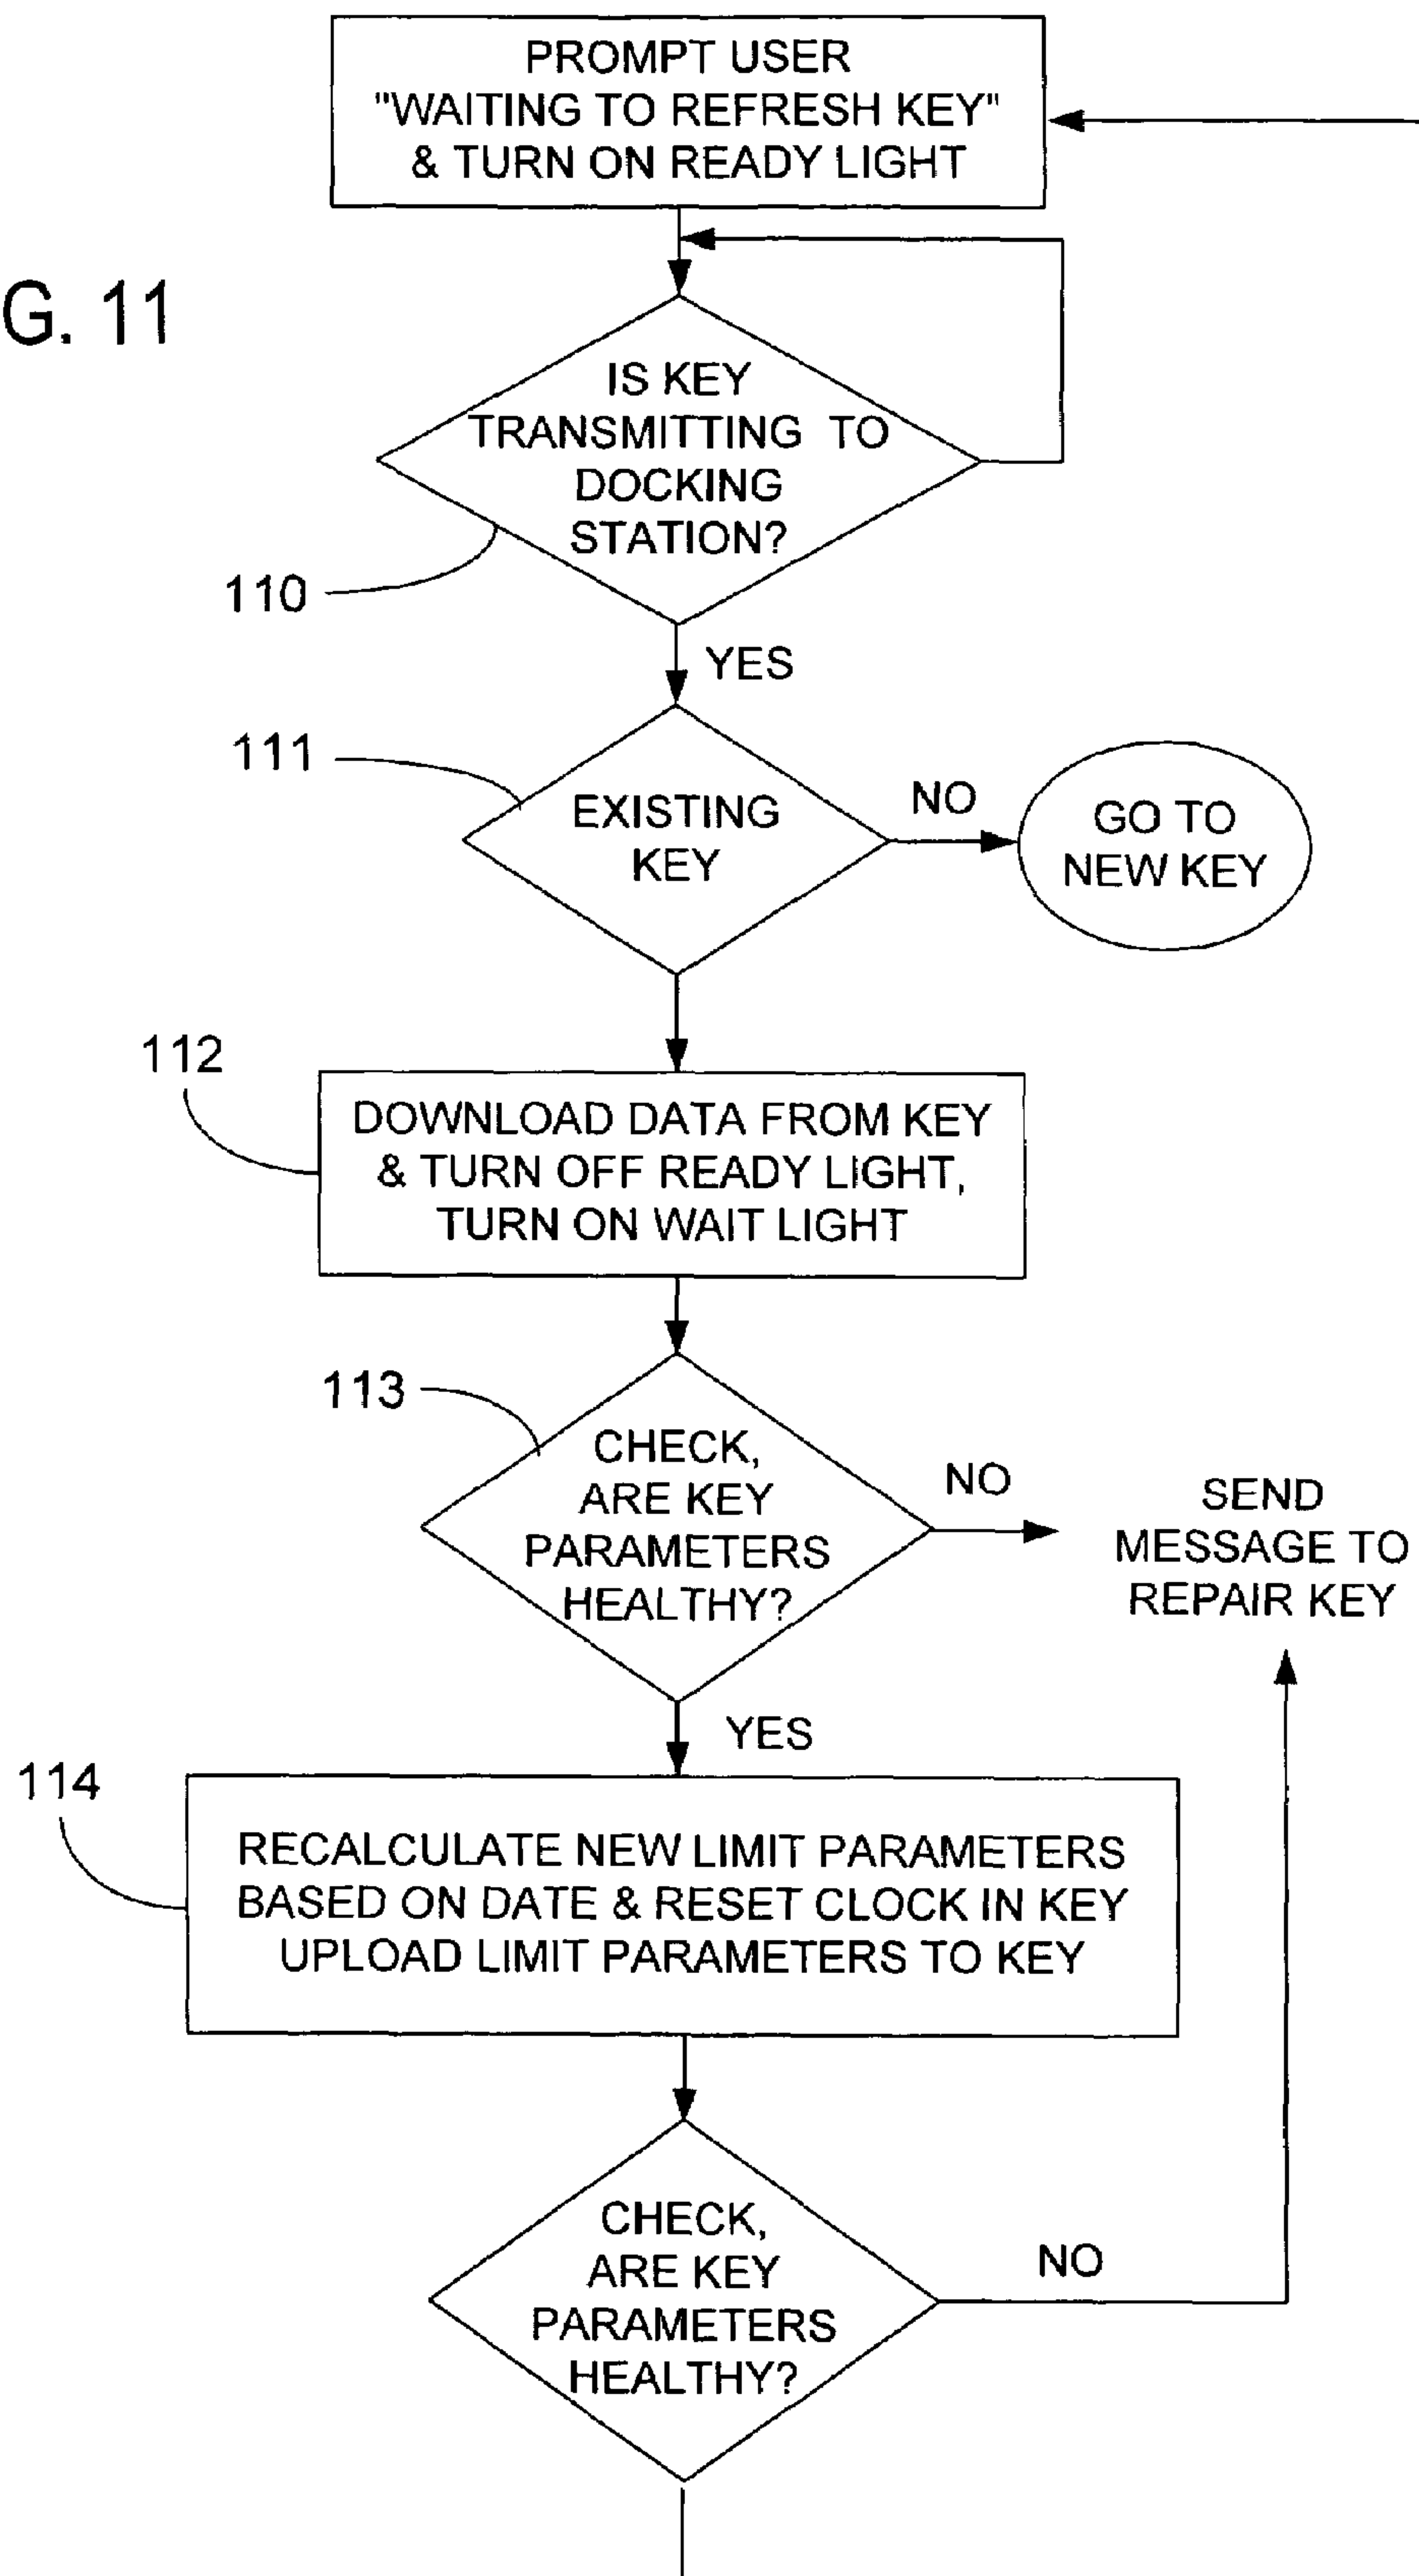 PROMPT USER
"WAITING TO REFRESH KEY"
& TURN ON READY LIGHT
G. 11
IS KEY
TRANSMITTING TO
DOCKING
STATION?
110
YES
111
EXISTING
KEY
NO
GO TO
NEW KEY
112
DOWNLOAD DATA FROM KEY
& TURN OFF READY LIGHT,
TURN ON WAIT LIGHT
113
CHECK,
ARE KEY
PARAMETERS
HEALTHY?
NO
SEND
MESSAGE TO
REPAIR KEY
YES
114
RECALCULATE NEW LIMIT PARAMETERS
BASED ON DATE & RESET CLOCK IN KEY
UPLOAD LIMIT PARAMETERS TO KEY
CHECK,
ARE KEY
PARAMETERS
HEALTHY?
NO